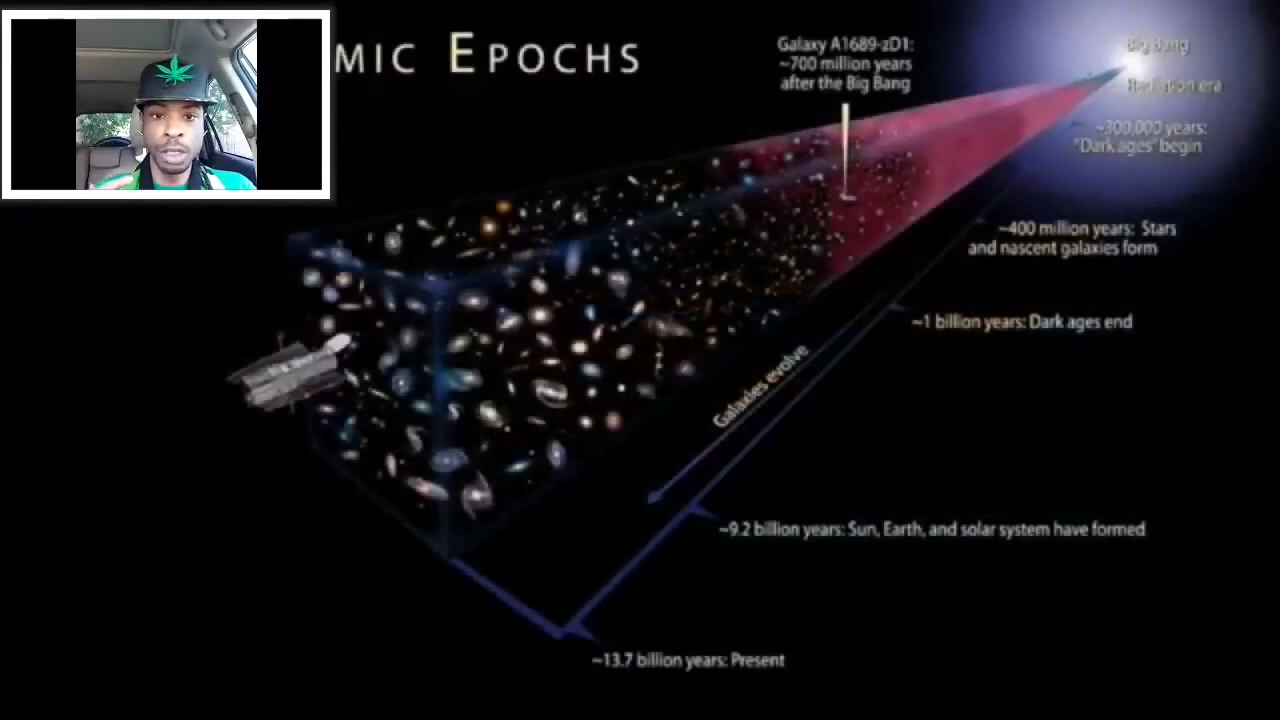 MIC EPOCHS
Galaxy A1689-zD1:
~700 million years
after the Big Bang
Big Bang
Radiation era
~300,000 years:
"Dark ages" begin
~400 million years: Stars
and nascent galaxies form
~1 billion years: Dark ages end
Galaxies evolve
~9.2 billion years: Sun, Earth, and solar system have formed
~13.7 billion years: Present